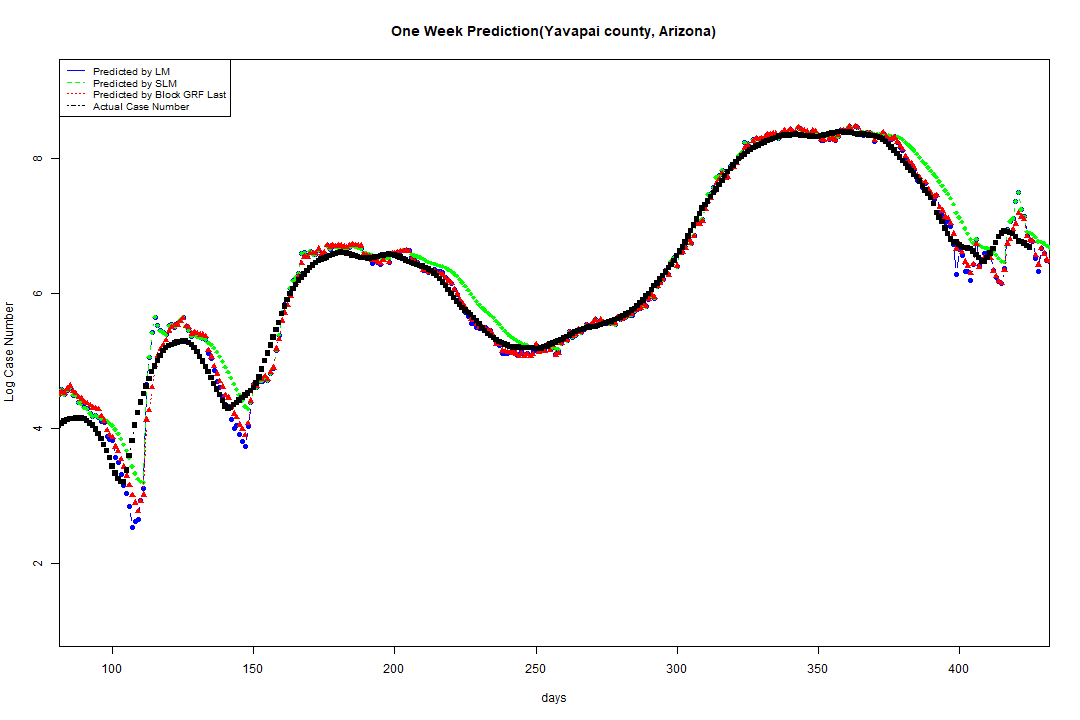 One Week Prediction(Yavapai county, Arizona)
Predicted by LM
Predicted by SLM
Predicted by Block GRF Last
Actual Case Number
Log Case Number
8
6
4
2
100 150 200 250 300 350 400
days